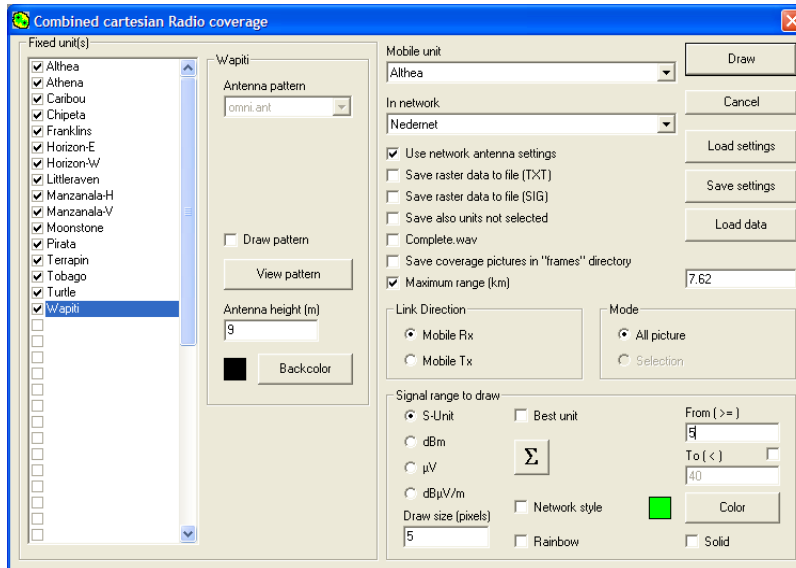 Combined cartesian Radio coverage
Fixed unit(s)
Althea
Athena
Caribou
Chipeta
Franklins
Horizon-E
Horizon-W
Littleraven
Manzanala-H
Manzanala-V
Moonstone
Pirata
Terrapin
Tobago
Turtle
Wapiti
Wapiti
Antenna pattern
omni.ant
Draw pattern
View pattern
Antenna height (m)
9
Backcolor
Mobile unit
Althea
In network
Nedernet
Use network antenna settings
Save raster data to file (TXT)
Save raster data to file (SIG)
Save also units not selected
Complete.wav
Save coverage pictures in "frames" directory
Maximum range (km)
7.62
Draw
Cancel
Load settings
Save settings
Load data
Link Direction
Mobile Rx
Mobile Tx
Mode
All picture
Selection
Signal range to draw
S-Unit
dBm
µV
dBµV/m
Draw size (pixels)
5
Best unit
Σ
Network style
Rainbow
From ( >= )
5
To ( < )
40
Color
Solid